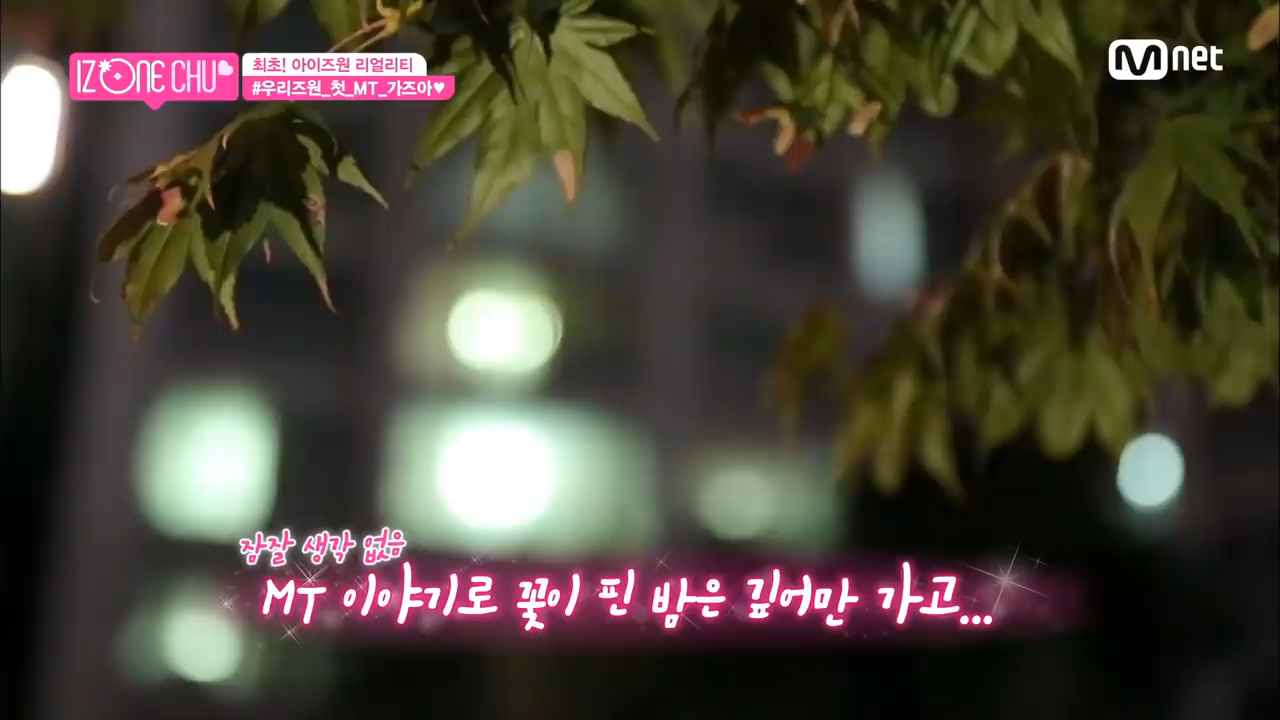 IZONE CHU
최초! 아이즈원 리얼리티
#우리즈원_첫_MT_가즈아♥
Mnet
잠잘 생각 없음
MT 이야기로 꽃이 핀 밤은 깊어만 가고...